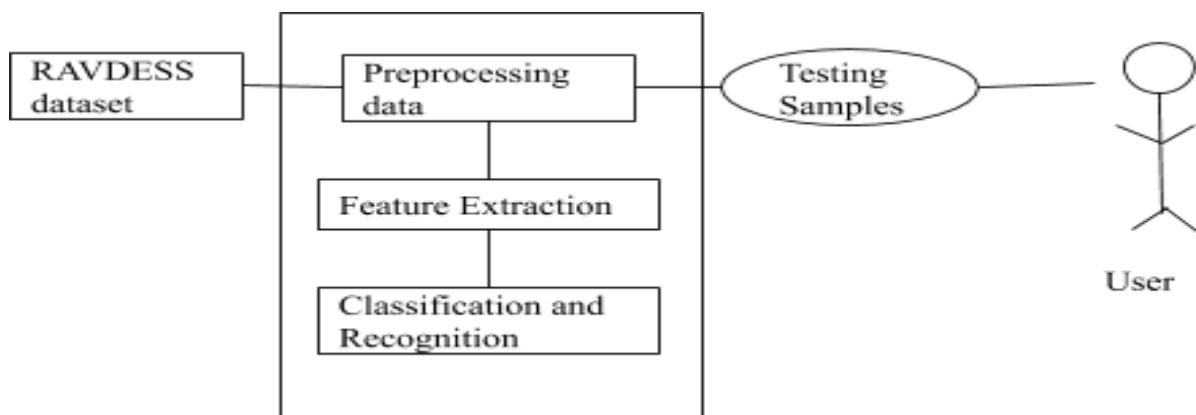 RAVDESS
dataset
Preprocessing
data
Testing
Samples
Feature Extraction
Classification and
Recognition
User